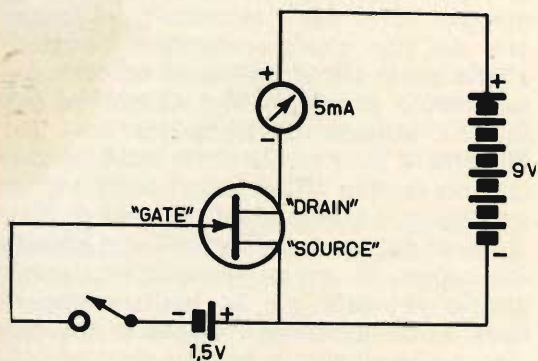 +
5mA
-
+
9V
-
"GATE"
"DRAIN"
"SOURCE"
- +
1,5V